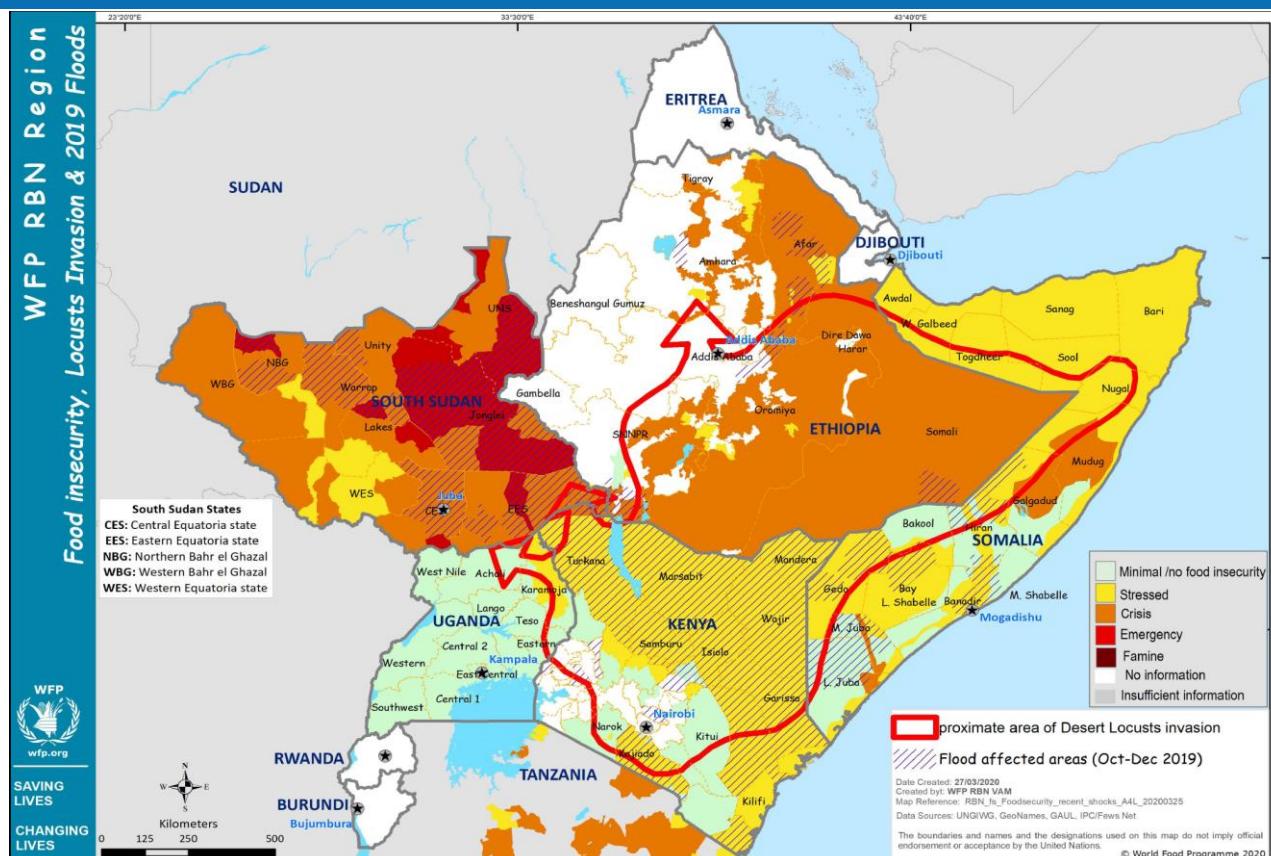 23°20'0"E
33°30'0"E
43°40'0"E
WFP RBN Region
Food insecurity, Locusts Invasion & 2019 Floods
ERITREA
Asmara
SUDAN
Tigray
Afar
DJIBOUTI
Djibouti
Amhara
Beneshangul Gumuz
UNS
Awdal
Sanag
Bari
W. Galbeed
Dire Dawa
Harar
Unity
NBG
Addis Ababa
Addis Ababa
Togdheer
Sool
WBG
Warrap
Nugal
Gambella
SOUTH SUDAN
Jonglei
Oromiya
Lakes
SNNPR
ETHIOPIA
Somali
Mudug
WES
Galgadud
Juba
CES
EES
Bakool
Hiran
SOMALIA
South Sudan States
CES: Central Equatoria state
EES: Eastern Equatoria state
NBG: Northern Bahr el Ghazal
WBG: Western Bahr el Ghazal
WES: Western Equatoria state
Turkana
Mandera
West Nile
Acholi
Marsabit
Gedo
Bay
Karamoja
L. Shabelle
Banadir
M. Shabelle
Mogadishu
Lango
UGANDA
Teso
KENYA
Wajir
M. Juba
Central 2
Eastern
Samburu
Isiolo
Western
Kampala
East Central
L. Juba
Central 1
Garissa
Southwest
Narok
Nairobi
Kitui
Kajiado
RWANDA
TANZANIA
Kilifi
BURUNDI
Bujumbura
Minimal /no food insecurity
Stressed
Crisis
Emergency
Famine
No information
Insufficient information
proximate area of Desert Locusts invasion
Flood affected areas (Oct-Dec 2019)
Date Created: 27/03/2020
Created by: WFP RBN VAM
Map Reference: RBN_fs_Foodsecurity_recent_shocks_A4L_20200325
Data Sources: UNGIWG, GeoNames, GAUL, IPC/Fews Net
The boundaries and names and the designations used on this map do not imply official
endorsement or acceptance by the United Nations.
© World Food Programme 2020
N
W
E
S
Kilometers
0 125 250 500
WFP
wfp.org
SAVING
LIVES
CHANGING
LIVES